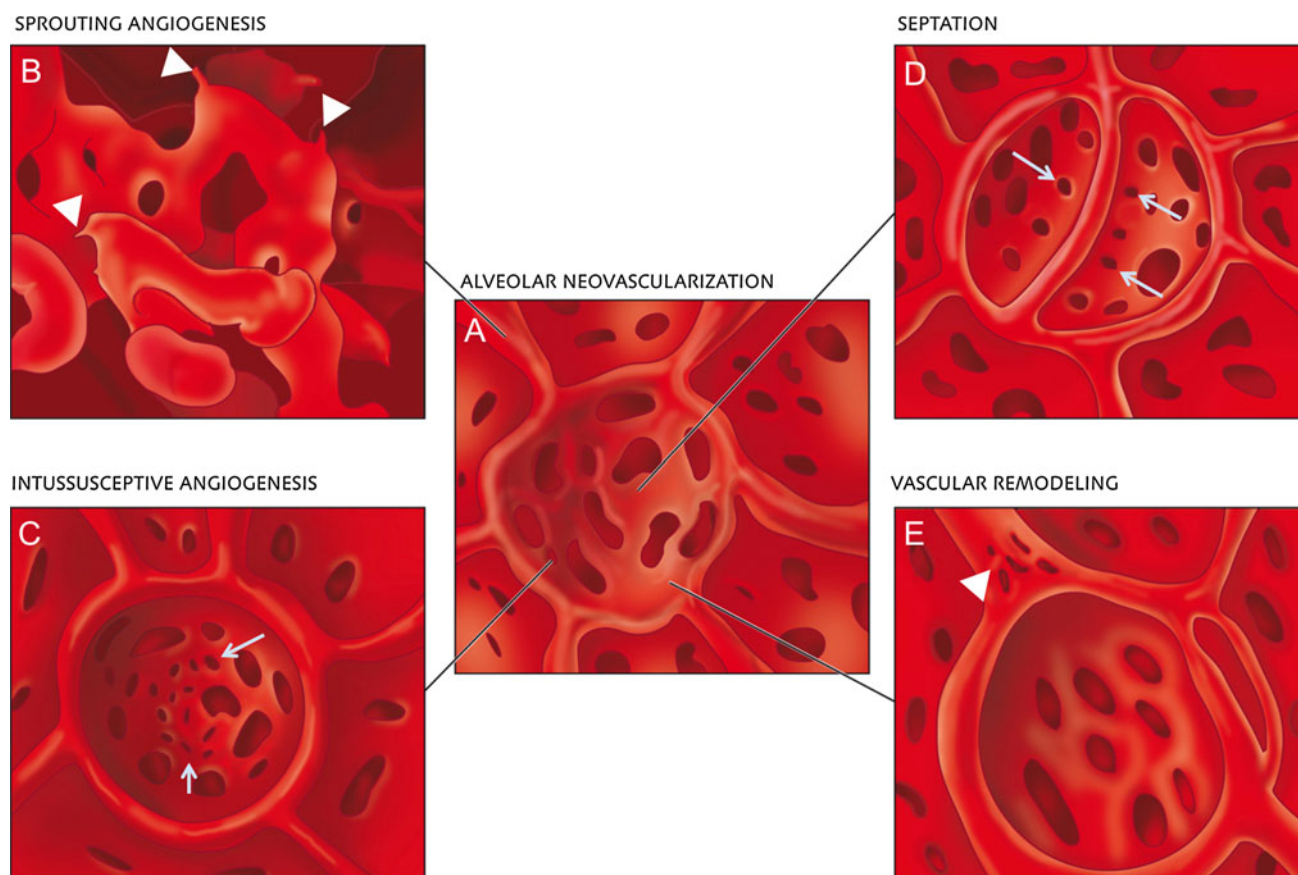 SPROUTING ANGIOGENESIS
B
SEPTATION
D
ALVEOLAR NEOVASCULARIZATION
A
INTUSSUSCEPTIVE ANGIOGENESIS
C
VASCULAR REMODELING
E